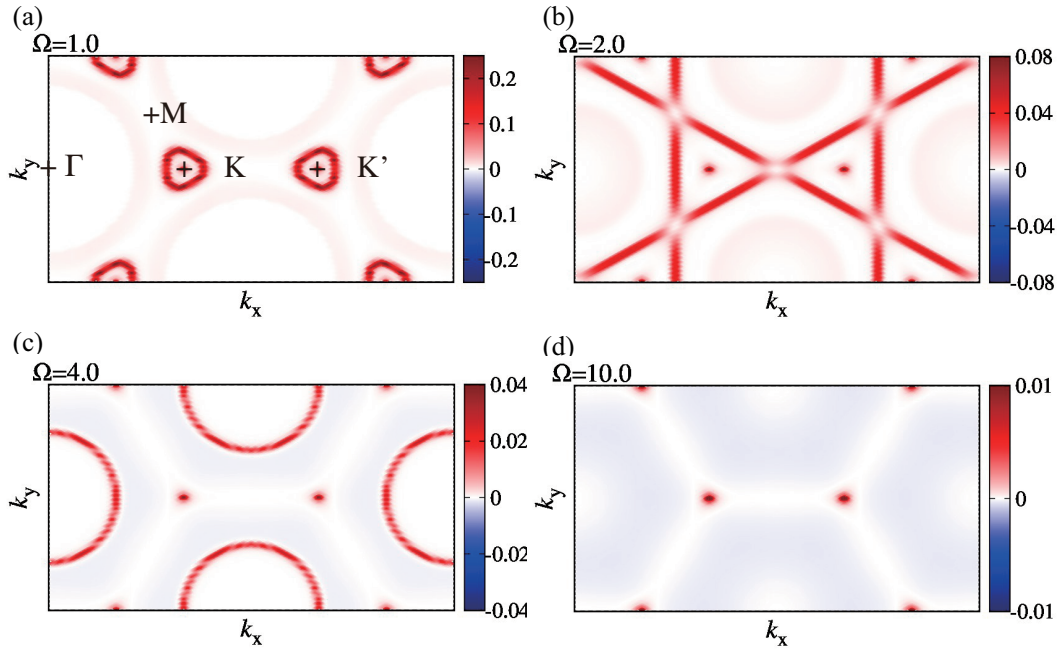 (a)
Ω=1.0
+M
+ Γ
K
K'
k_y
k_x
0.2
0.1
0
-0.1
-0.2
(b)
Ω=2.0
k_y
k_x
0.08
0.04
0
-0.04
-0.08
(c)
Ω=4.0
k_y
k_x
0.04
0.02
0
-0.02
-0.04
(d)
Ω=10.0
k_y
k_x
0.01
0
-0.01